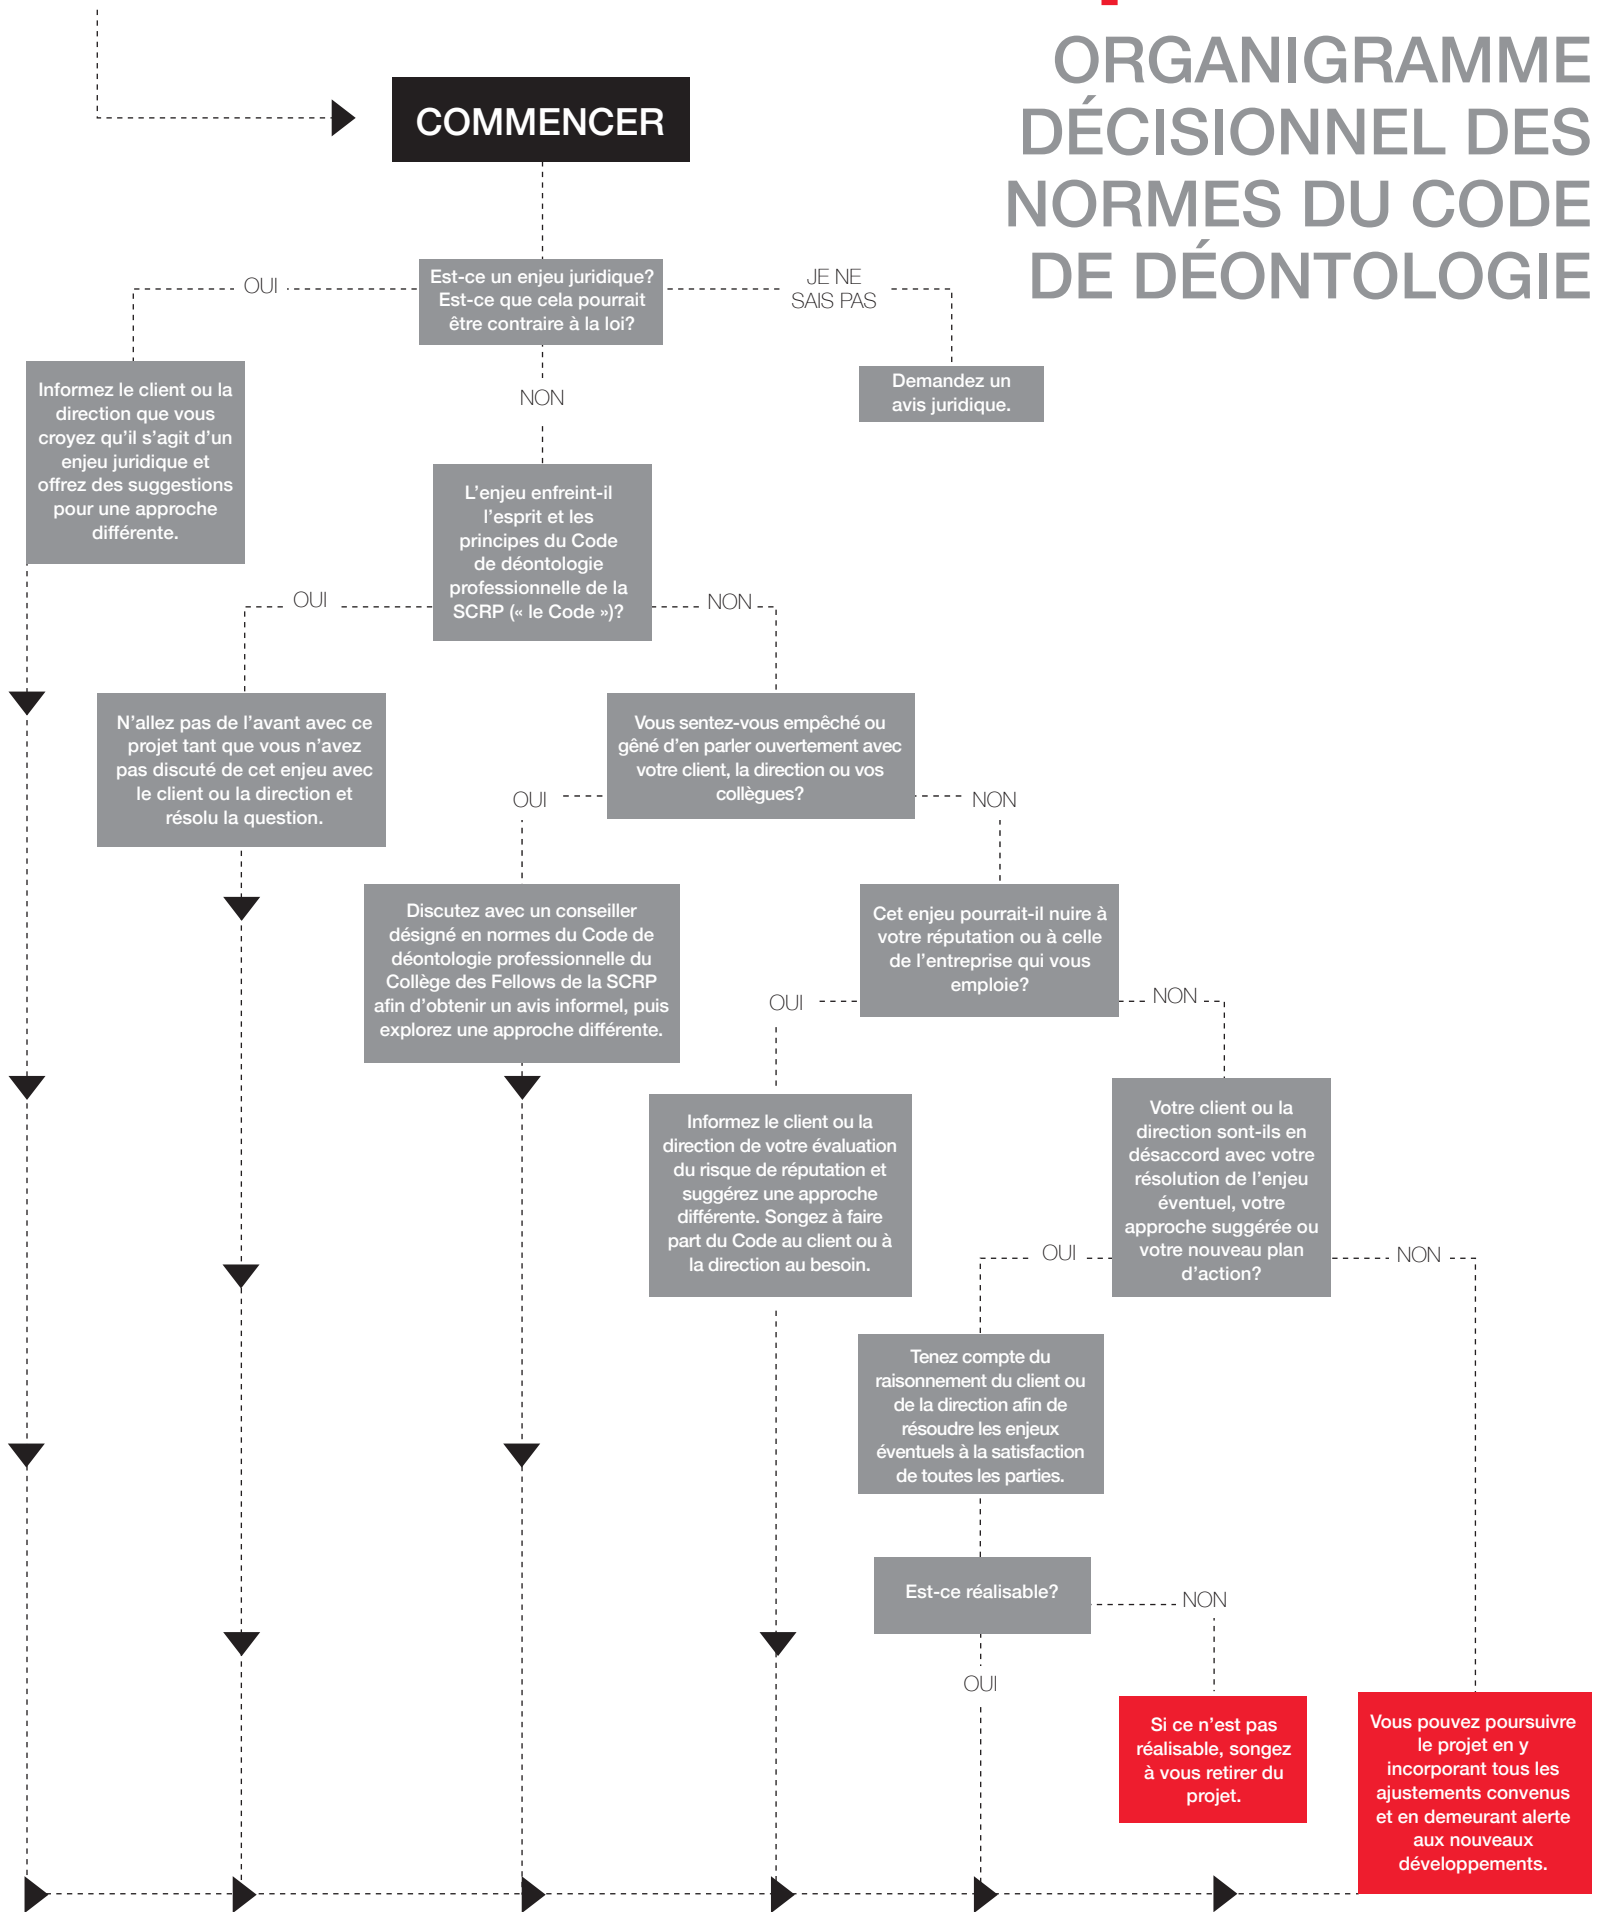 ORGANIGRAMME
DÉCISIONNEL DES
NORMES DU CODE
DE DÉONTOLOGIE
COMMENCER
Est-ce un enjeu juridique?
Est-ce que cela pourrait
être contraire à la loi?
OUI
JE NE
SAIS PAS
NON
Informez le client ou la
direction que vous
croyez qu’il s’agit d’un
enjeu juridique et
offrez des suggestions
pour une approche
différente.
Demandez un
avis juridique.
L’enjeu enfreint-il
l’esprit et les
principes du Code
de déontologie
professionnelle de la
SCRP (« le Code »)?
OUI
NON
N’allez pas de l’avant avec ce
projet tant que vous n’avez
pas discuté de cet enjeu avec
le client ou la direction et
résolu la question.
Vous sentez-vous empêché ou
gêné d’en parler ouvertement avec
votre client, la direction ou vos
collègues?
OUI
NON
Discutez avec un conseiller
désigné en normes du Code de
déontologie professionnelle du
Collège des Fellows de la SCRP
afin d’obtenir un avis informel, puis
explorez une approche différente.
Cet enjeu pourrait-il nuire à
votre réputation ou à celle
de l’entreprise qui vous
emploie?
OUI
NON
Informez le client ou la
direction de votre évaluation
du risque de réputation et
suggérez une approche
différente. Songez à faire
part du Code au client ou à
la direction au besoin.
Votre client ou la
direction sont-ils en
désaccord avec votre
résolution de l’enjeu
éventuel, votre
approche suggérée ou
votre nouveau plan
d’action?
OUI
NON
Tenez compte du
raisonnement du client ou
de la direction afin de
résoudre les enjeux
éventuels à la satisfaction
de toutes les parties.
Est-ce réalisable?
NON
OUI
Si ce n’est pas
réalisable, songez
à vous retirer du
projet.
Vous pouvez poursuivre
le projet en y
incorporant tous les
ajustements convenus
et en demeurant alerte
aux nouveaux
développements.